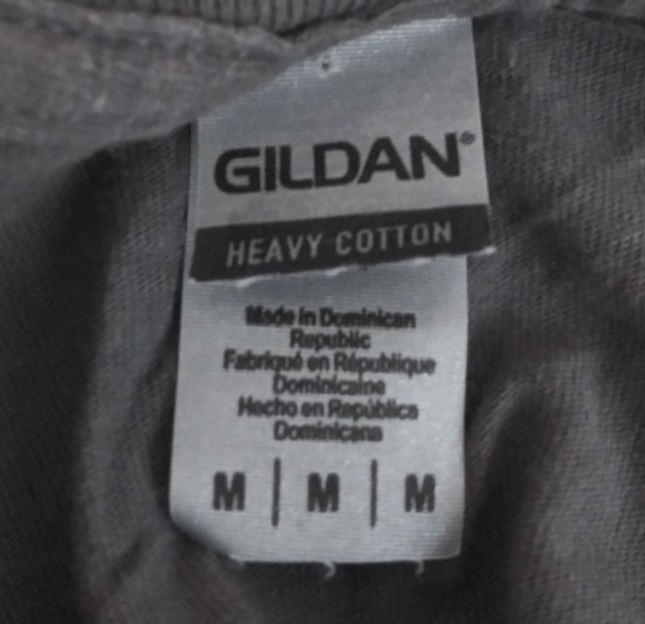 GILDAN®
HEAVY COTTON
Made in Dominican
Republic
Fabriqué en République
Dominicaine
Hecho en República
Dominicana
M | M | M